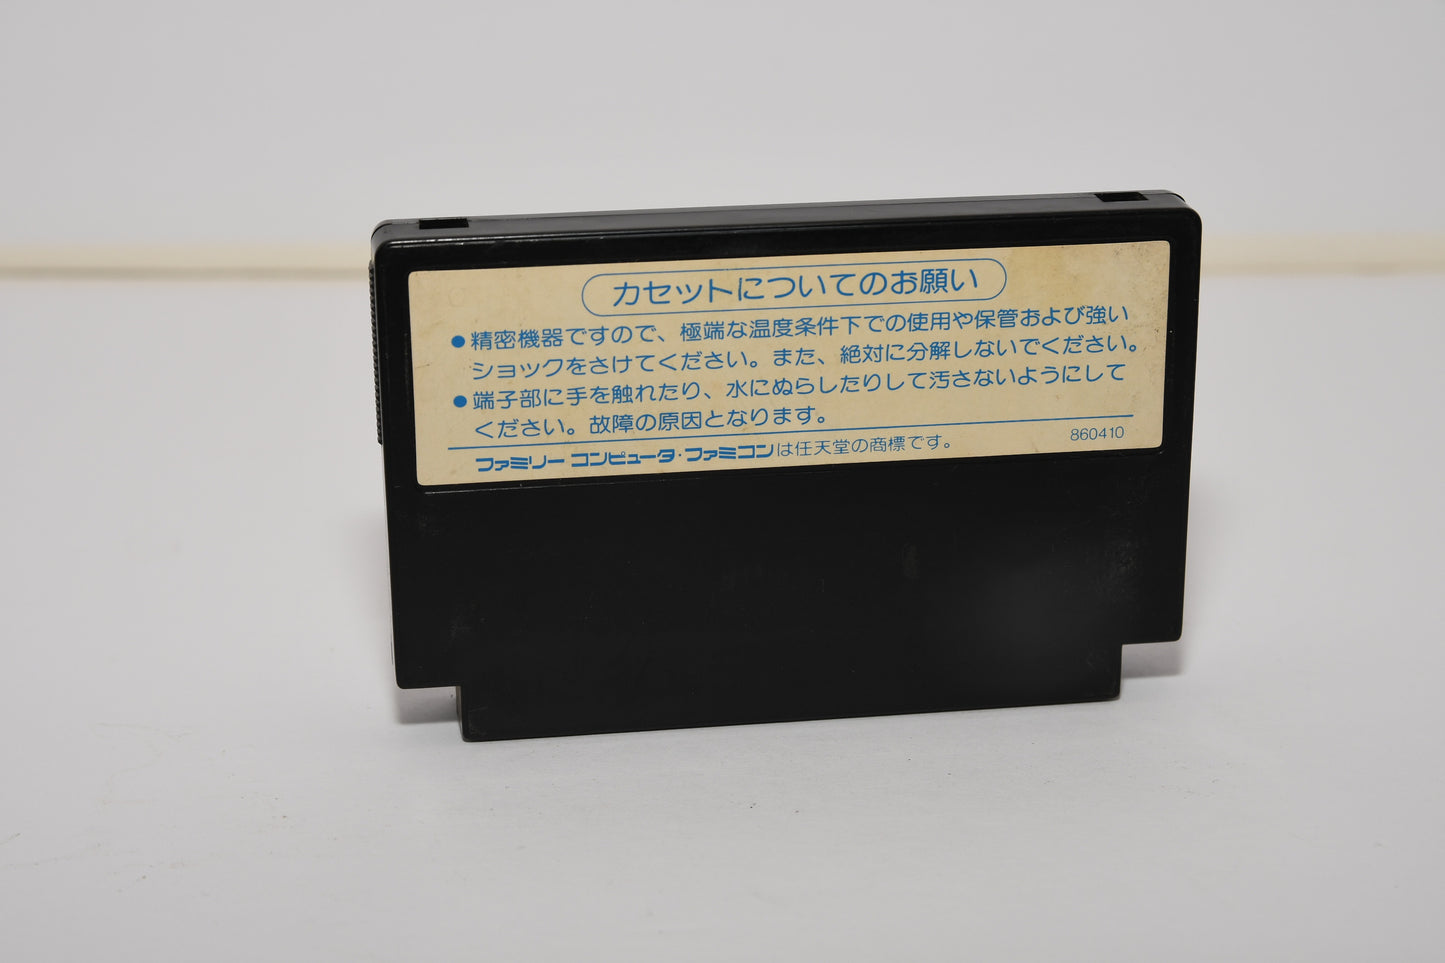 カセットについてのお願い
●精密機器ですので、極端な温度条件下での使用や保管および強い
ショックをさけてください。また、絶対に分解しないでください。
●端子部に手を触れたり、水にぬらしたりして汚さないようにして
ください。故障の原因となります。
ファミリー コンピュータ・ファミコンは任天堂の商標です。
860410